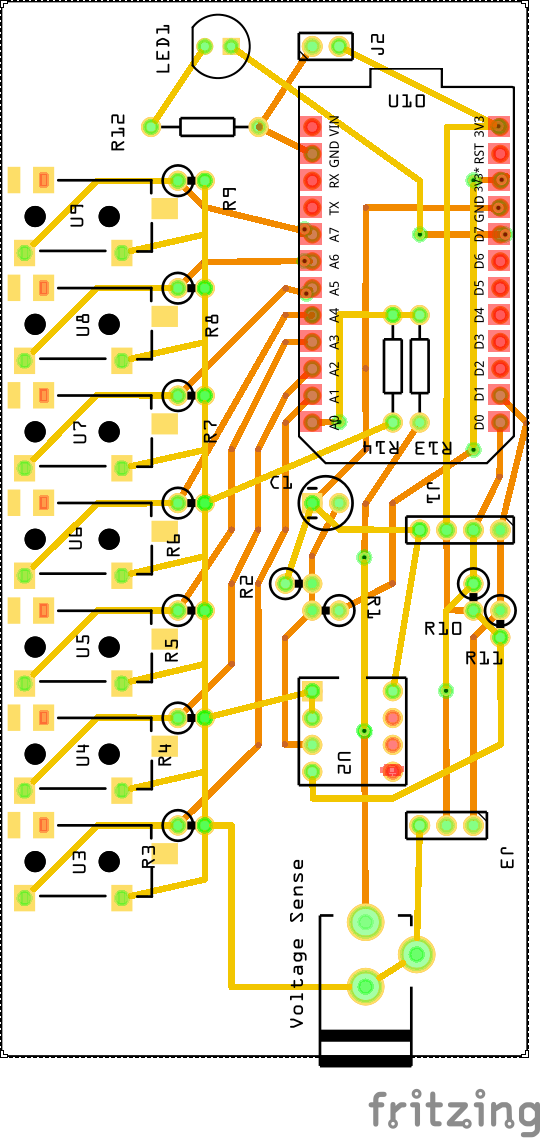 LED1
J2
U10
R12
VIN
3V3
GND
RST
RX
3V3*
TX
GND
R9
U9
A7
D7
A6
D6
A5
D5
U8
R8
A4
D4
A3
D3
A2
D2
A1
D1
U7
R7
A0
D0
R14
R13
C1
J1
U6
R6
R2
R1
R10
U5
R5
R11
U4
R4
U2
U3
R3
J3
Voltage Sense
fritzing